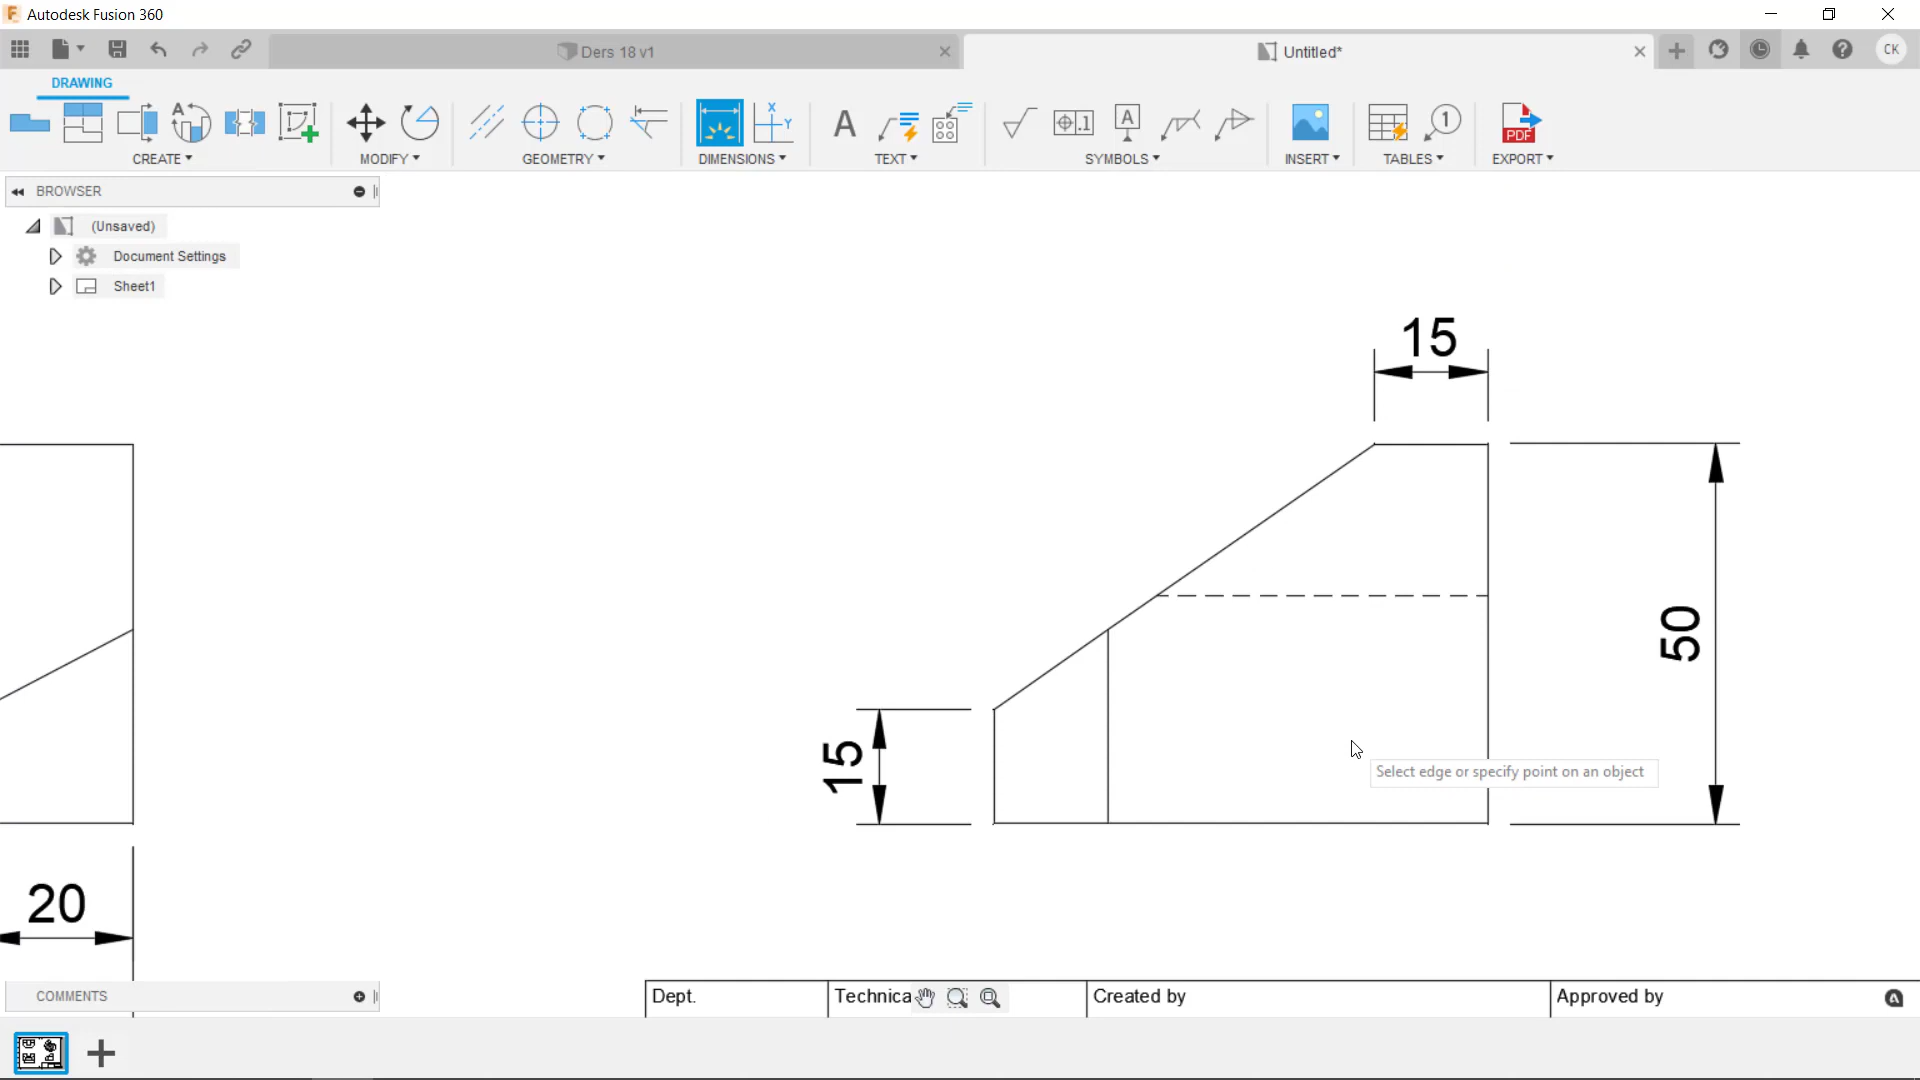 Autodesk Fusion 360
Ders 18 v1
Untitled*
CK
DRAWING
CREATE
MODIFY
GEOMETRY
DIMENSIONS
TEXT
SYMBOLS
INSERT
TABLES
EXPORT
BROWSER
(Unsaved)
Document Settings
Sheet1
15
50
15
Select edge or specify point on an object
20
COMMENTS
Dept.
Technica
Created by
Approved by